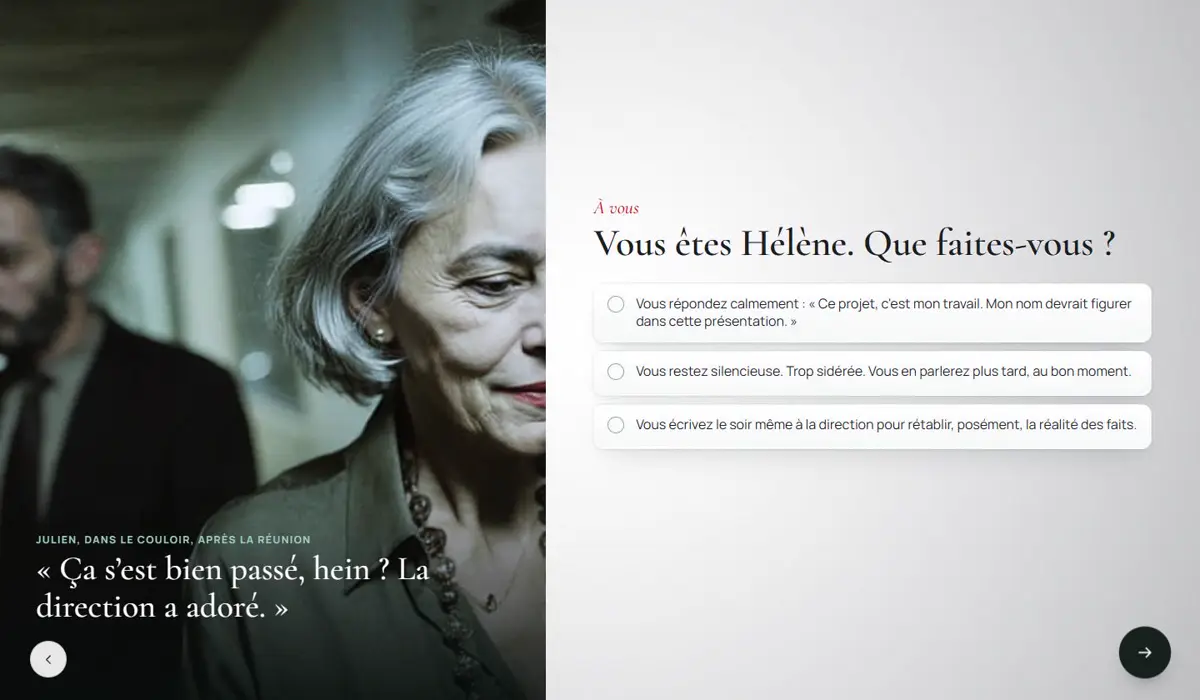 JULIEN, DANS LE COULOIR, APRÈS LA RÉUNION
« Ça s’est bien passé, hein ? La
direction a adoré. »
À vous
Vous êtes Hélène. Que faites-vous ?
Vous répondez calmement : « Ce projet, c'est mon travail. Mon nom devrait figurer
dans cette présentation. »
Vous restez silencieuse. Trop sidérée. Vous en parlerez plus tard, au bon moment.
Vous écrivez le soir même à la direction pour rétablir, posément, la réalité des faits.